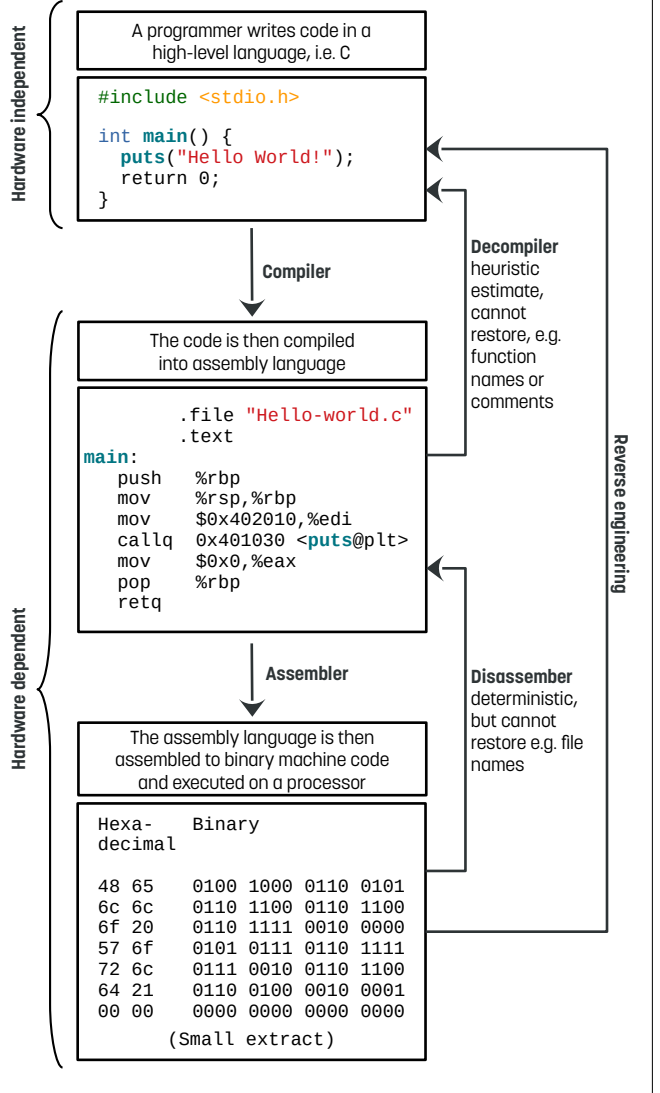 A programmer writes code in a
high-level language, i.e. C
Hardware independent
#include <stdio.h>
int main() {
puts("Hello World!");
return 0;
}
Compiler
Decompiler
heuristic
estimate,
cannot
restore, e.g.
function
names or
comments
The code is then compiled
into assembly language
.file "Hello-world.c"
.text
main:
push %rbp
mov %rsp,%rbp
mov $0x402010,%edi
callq 0x401030 <puts@plt>
mov $0x0,%eax
pop %rbp
retq
Reverse engineering
Hardware dependent
Assembler
Disassember
deterministic,
but cannot
restore e.g. file
names
The assembly language is then
assembled to binary machine code
and executed on a processor
Hexa- Binary
decimal
48 65 0100 1000 0110 0101
6c 6c 0110 1100 0110 1100
6f 20 0110 1111 0010 0000
57 6f 0101 0111 0110 1111
72 6c 0111 0010 0110 1100
64 21 0110 0100 0010 0001
00 00 0000 0000 0000 0000
(Small extract)